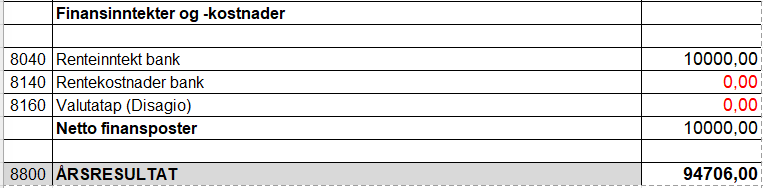 Finansinntekter og -kostnader
8040 Renteinntekt bank 10000,00
8140 Rentekostnader bank 0,00
8160 Valutatap (Disagio) 0,00
Netto finansposter 10000,00
8800 ÅRSRESULTAT 94706,00